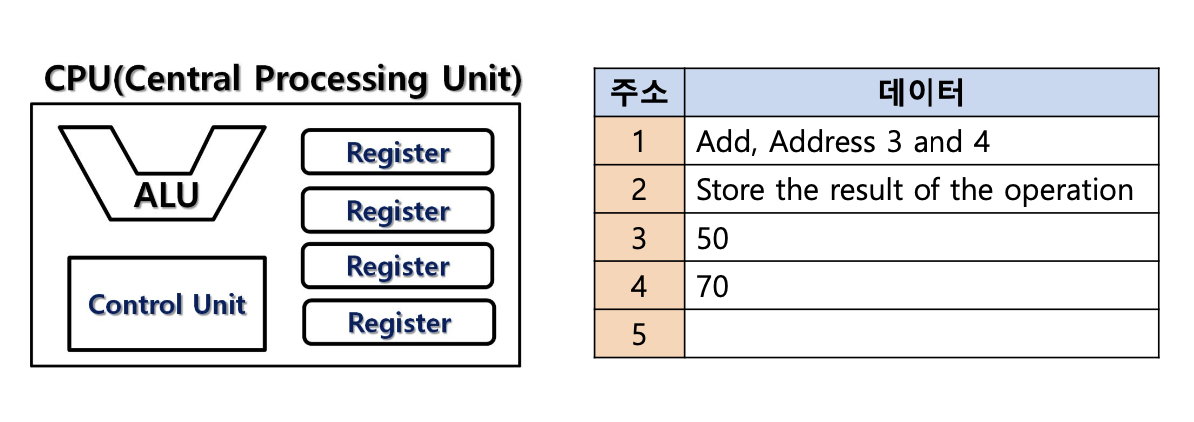 CPU(Central Processing Unit)
ALU
Control Unit
Register
Register
Register
Register
주소 데이터
1 Add, Address 3 and 4
2 Store the result of the operation
3 50
4 70
5